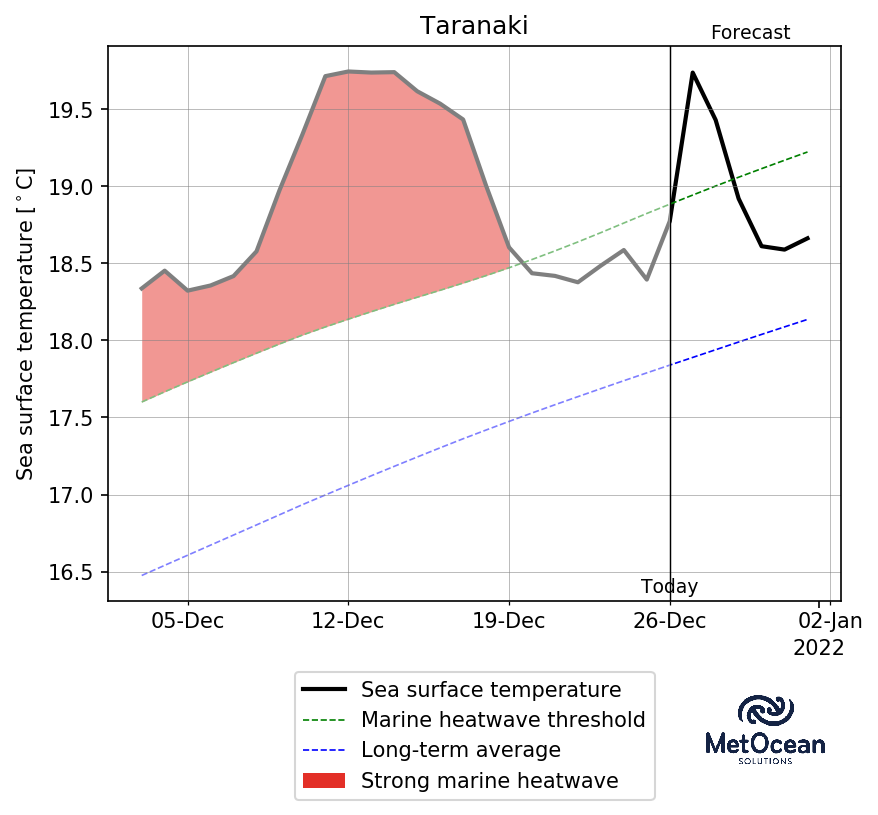 Taranaki
Forecast
Sea surface temperature [°C]
19.5
19.0
18.5
18.0
17.5
17.0
16.5
Today
05-Dec 12-Dec 19-Dec 26-Dec 02-Jan
2022
Sea surface temperature
Marine heatwave threshold
Long-term average
Strong marine heatwave
MetOcean
SOLUTIONS